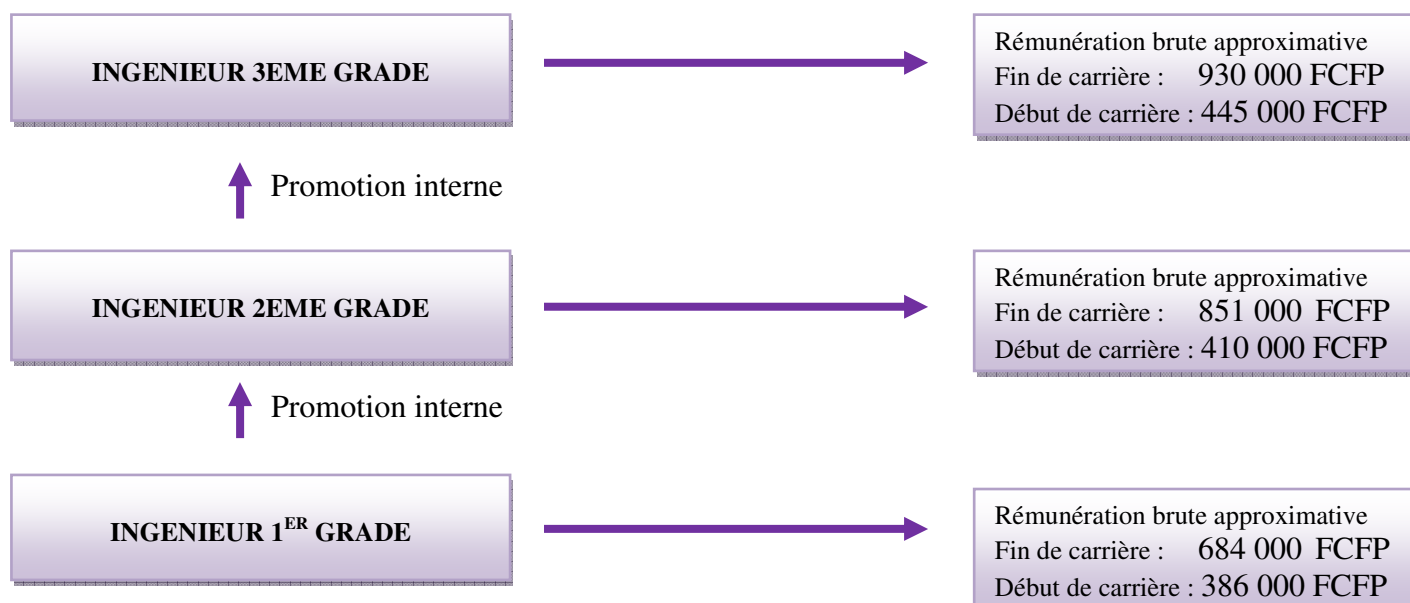 INGENIEUR 3EME GRADE
Rémunération brute approximative
Fin de carrière : 930 000 FCFP
Début de carrière : 445 000 FCFP
Promotion interne
INGENIEUR 2EME GRADE
Rémunération brute approximative
Fin de carrière : 851 000 FCFP
Début de carrière : 410 000 FCFP
Promotion interne
INGENIEUR 1ER GRADE
Rémunération brute approximative
Fin de carrière : 684 000 FCFP
Début de carrière : 386 000 FCFP